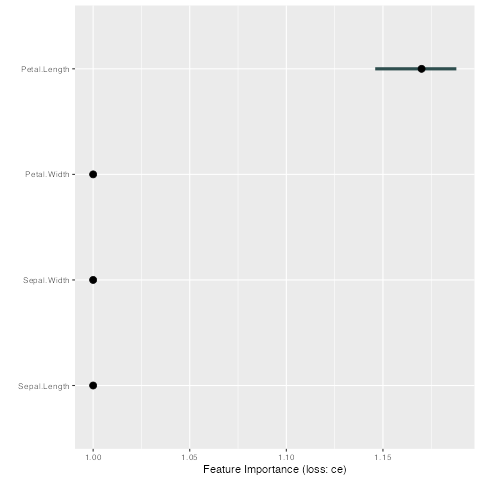 Petal.Length
Petal.Width
Sepal.Width
Sepal.Length
1.00 1.05 1.10 1.15
Feature Importance (loss: ce)